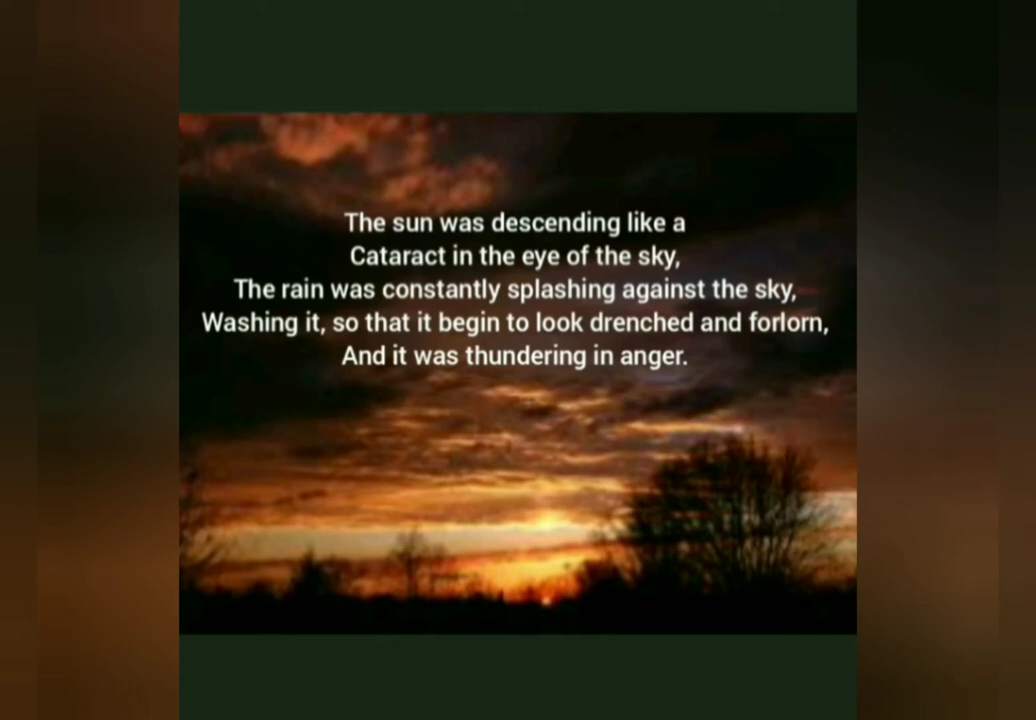 The sun was descending like a
Cataract in the eye of the sky,
The rain was constantly splashing against the sky,
Washing it, so that it begin to look drenched and forlorn,
And it was thundering in anger.